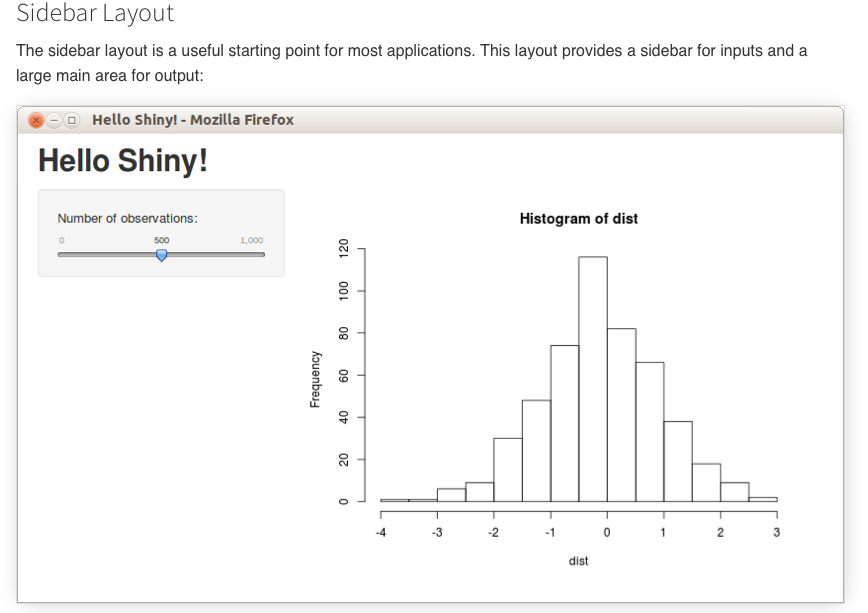 Sidebar Layout
The sidebar layout is a useful starting point for most applications. This layout provides a sidebar for inputs and a
large main area for output:
Hello Shiny! - Mozilla Firefox
Hello Shiny!
Number of observations:
0 500 1,000
Histogram of dist
Frequency
120
100
80
60
40
20
0
-4 -3 -2 -1 0 1 2 3
dist